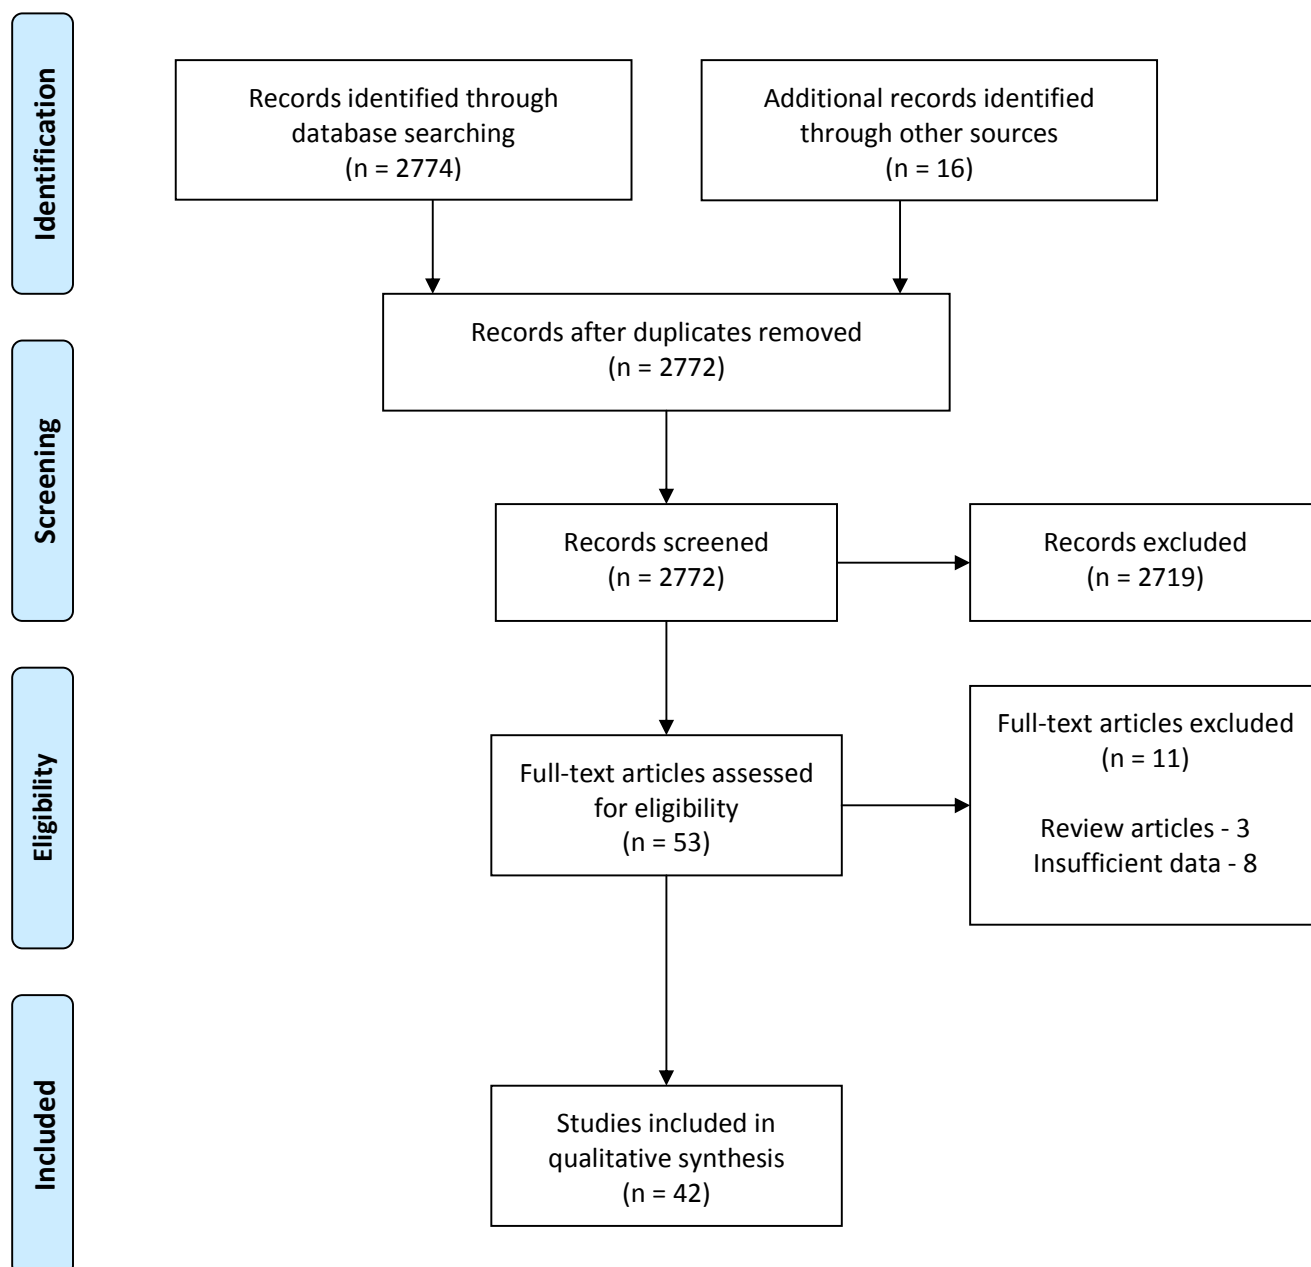 Identification
Records identified through
database searching
(n = 2774)
Additional records identified
through other sources
(n = 16)
Records after duplicates removed
(n = 2772)
Screening
Records screened
(n = 2772)
Records excluded
(n = 2719)
Eligibility
Full-text articles assessed
for eligibility
(n = 53)
Full-text articles excluded
(n = 11)
Review articles - 3
Insufficient data - 8
Included
Studies included in
qualitative synthesis
(n = 42)